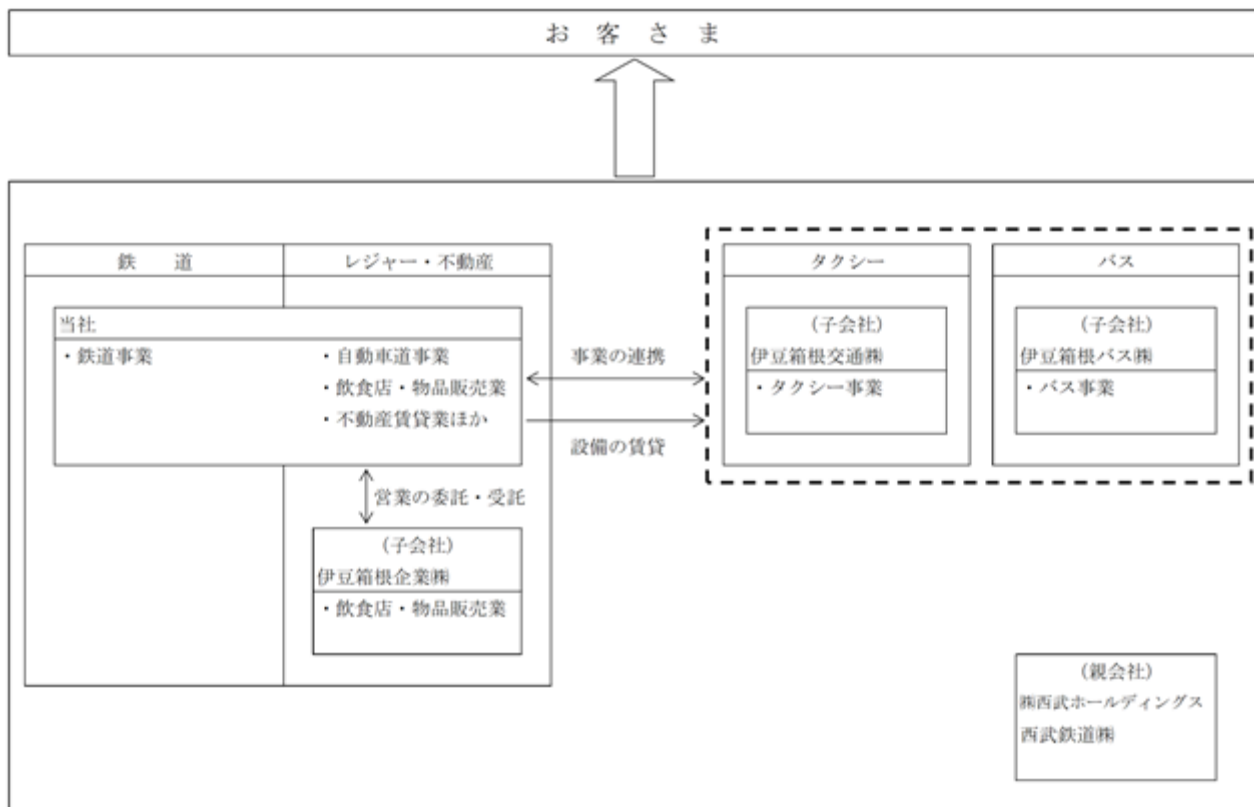 お 客 さ ま
鉄 道
レジャー・不動産
当社
・鉄道事業
・自動車道事業
・飲食店・物品販売業
・不動産賃貸業ほか
営業の委託・受託
(子会社)
伊豆箱根企業㈱
・飲食店・物品販売業
事業の連携
設備の賃貸
タクシー
(子会社)
伊豆箱根交通㈱
・タクシー事業
バス
(子会社)
伊豆箱根バス㈱
・バス事業
(親会社)
㈱西武ホールディングス
西武鉄道㈱